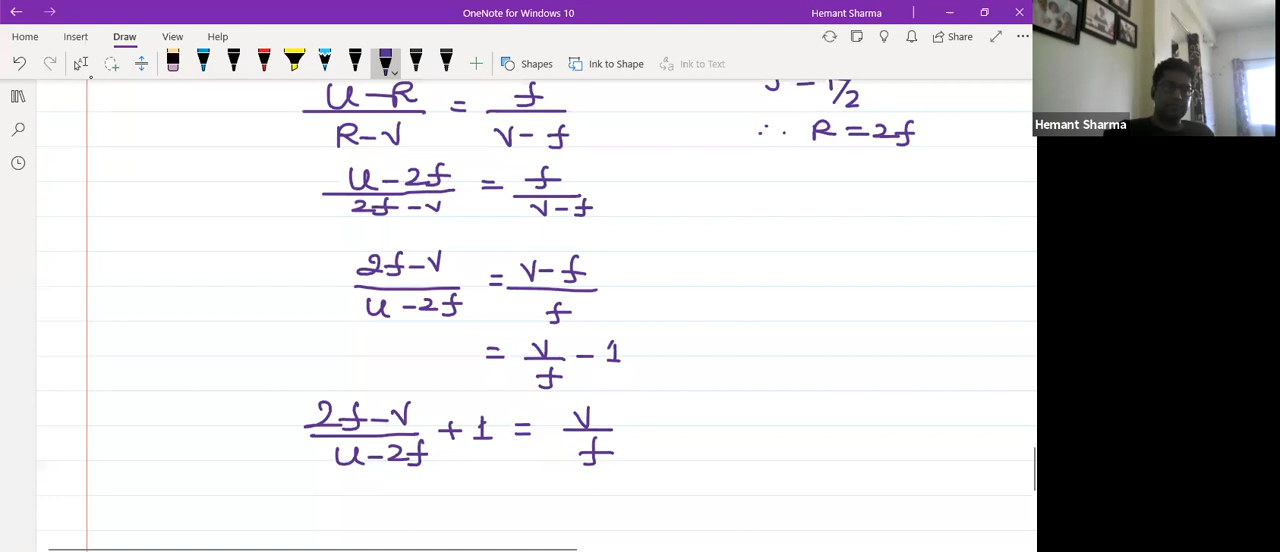 OneNote for Windows 10
Hemant Sharma
Home Insert Draw View Help
Share
Shapes Ink to Shape Ink to Text
Hemant Sharma
U-R / R-V = f / V-f
f = R/2
∴ R = 2f
U-2f / 2f-V = f / V-f
2f-V / U-2f = V-f / f
= V/f - 1
2f-V / U-2f + 1 = V/f